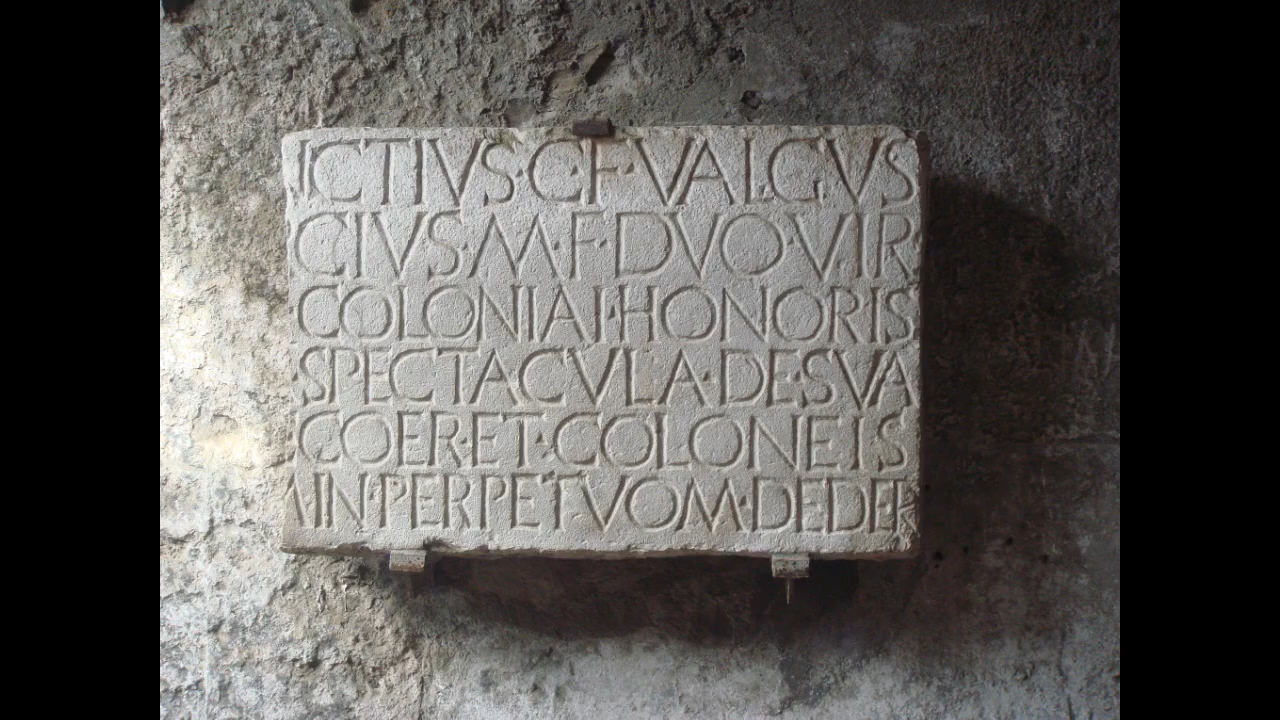 ICTIVS·C·F·VALGVS
CIVS·M·F·DVO·VIR
COLONIAI·HONORIS
SPECTACVLA·DE·SVA
COER·ET·COLONEIS
M·IN·PERPETVOM·DEDER